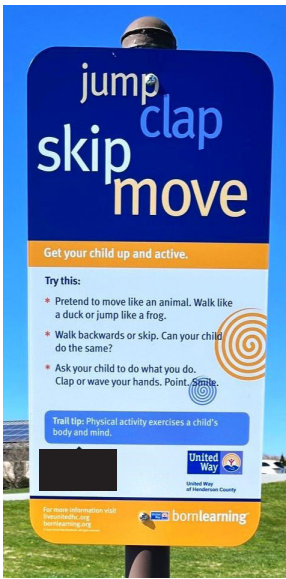 jump
clap
skip
move
Get your child up and active.
Try this:
* Pretend to move like an animal. Walk like
a duck or jump like a frog.
* Walk backwards or skip. Can your child
do the same?
* Ask your child to do what you do.
Clap or wave your hands. Point. Smile.
Trail tip: Physical activity exercises a child's
body and mind.
United
Way
United Way
of Henderson County
For more information visit
liveunitedhc.org
bornlearning.org
bornlearning